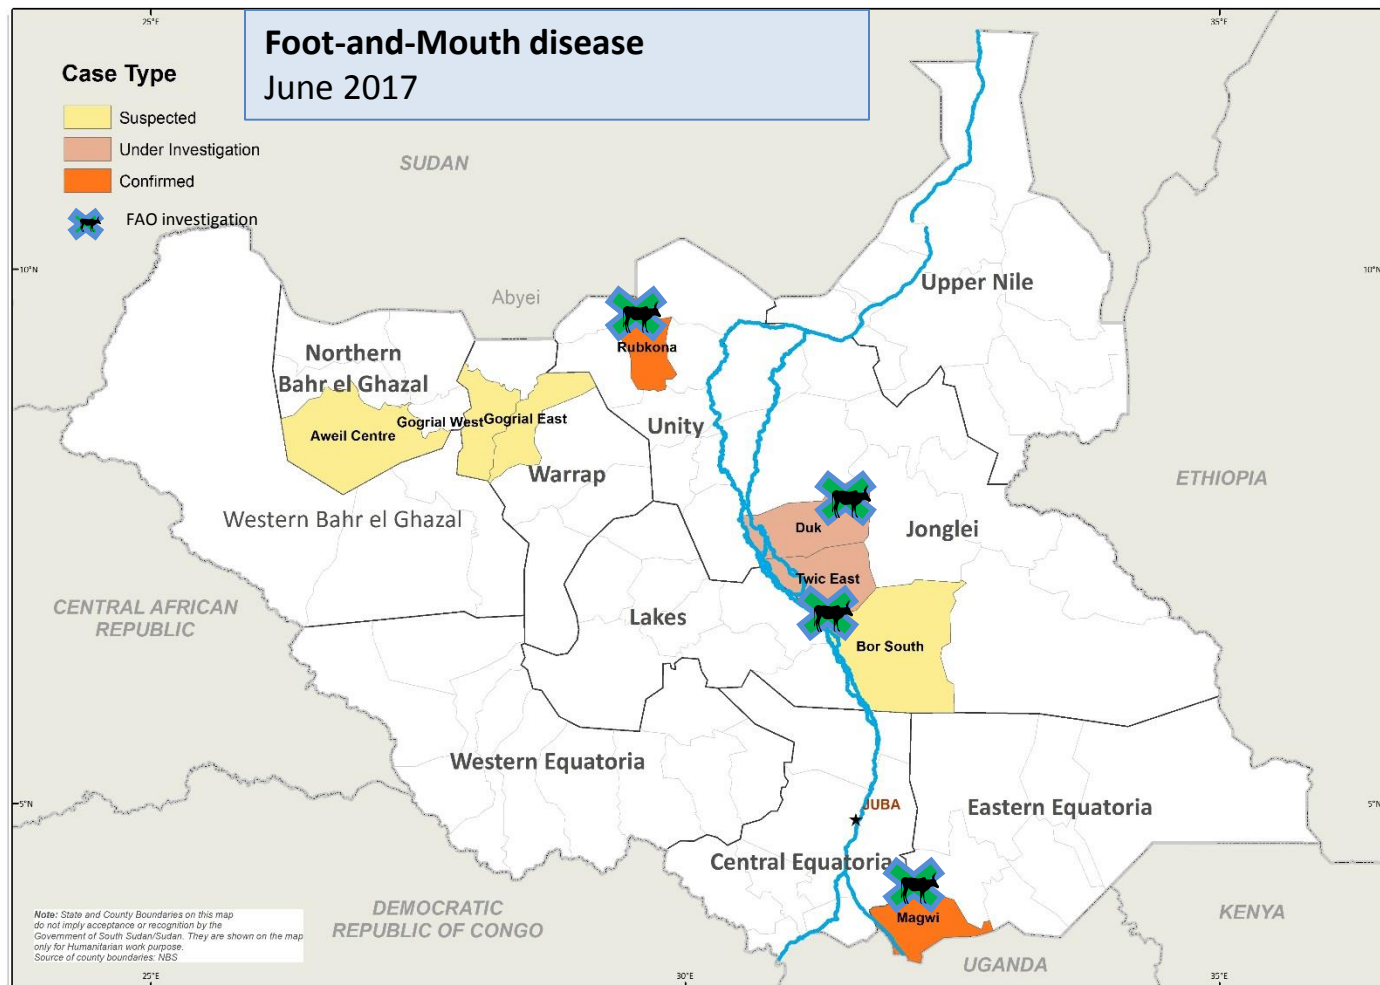 25°E
35°E
Foot-and-Mouth disease
June 2017
Case Type
Suspected
Under Investigation
Confirmed
FAO investigation
SUDAN
10°N
10°N
Abyei
Upper Nile
Rubkona
Northern
Bahr el Ghazal
Gogrial West
Gogrial East
Aweil Centre
Unity
Warrap
ETHIOPIA
Western Bahr el Ghazal
Duk
Jonglei
Twic East
CENTRAL AFRICAN
REPUBLIC
Lakes
Bor South
Western Equatoria
JUBA
Eastern Equatoria
5°N
5°N
Central Equatoria
Magwi
DEMOCRATIC
REPUBLIC OF CONGO
KENYA
UGANDA
Note: State and County Boundaries on this map
do not imply acceptance or recognition by the
Government of South Sudan/Sudan. They are shown on the map
only for Humanitarian work purpose.
Source of county boundaries: NBS
25°E
30°E
35°E